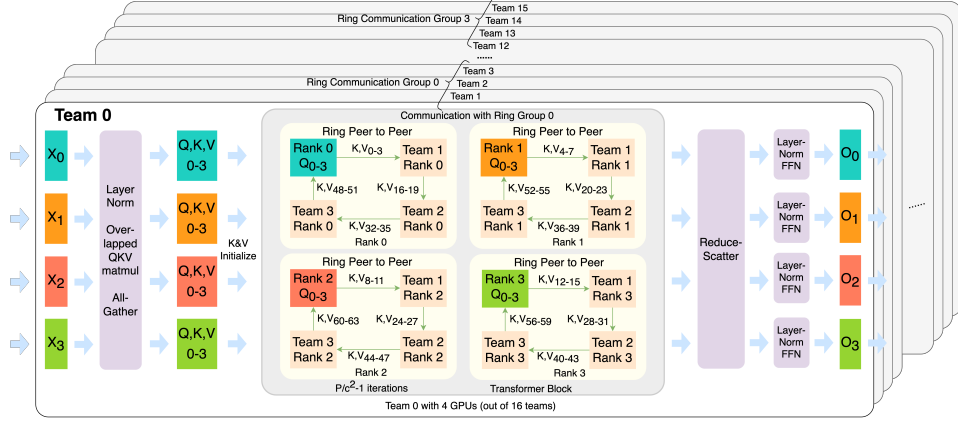 Team 15
Ring Communication Group 3
Team 14
Team 13
Team 12
......
Team 3
Ring Communication Group 0
Team 2
Team 1
Team 0
Communication with Ring Group 0
X0
X1
X2
X3
Layer
Norm
Over-
lapped
QKV
matmul
All-
Gather
Q,K,V
0-3
Q,K,V
0-3
Q,K,V
0-3
Q,K,V
0-3
K&V
Initialize
Ring Peer to Peer
Rank 0
Q0-3
K,V0-3
Team 1
Rank 0
K,V48-51
K,V16-19
Team 3
Rank 0
K,V32-35
Team 2
Rank 0
Rank 0
Ring Peer to Peer
Rank 1
Q0-3
K,V4-7
Team 1
Rank 1
K,V52-55
K,V20-23
Team 3
Rank 1
K,V36-39
Team 2
Rank 1
Rank 1
Ring Peer to Peer
Rank 2
Q0-3
K,V8-11
Team 1
Rank 2
K,V60-63
K,V24-27
Team 3
Rank 2
K,V44-47
Team 2
Rank 2
Rank 2
Ring Peer to Peer
Rank 3
Q0-3
K,V12-15
Team 1
Rank 3
K,V56-59
K,V28-31
Team 3
Rank 3
K,V40-43
Team 2
Rank 3
Rank 3
P/c²-1 iterations
Transformer Block
Reduce-
Scatter
Layer-
Norm
FFN
Layer-
Norm
FFN
Layer-
Norm
FFN
Layer-
Norm
FFN
O0
O1
O2
O3
......
Team 0 with 4 GPUs (out of 16 teams)